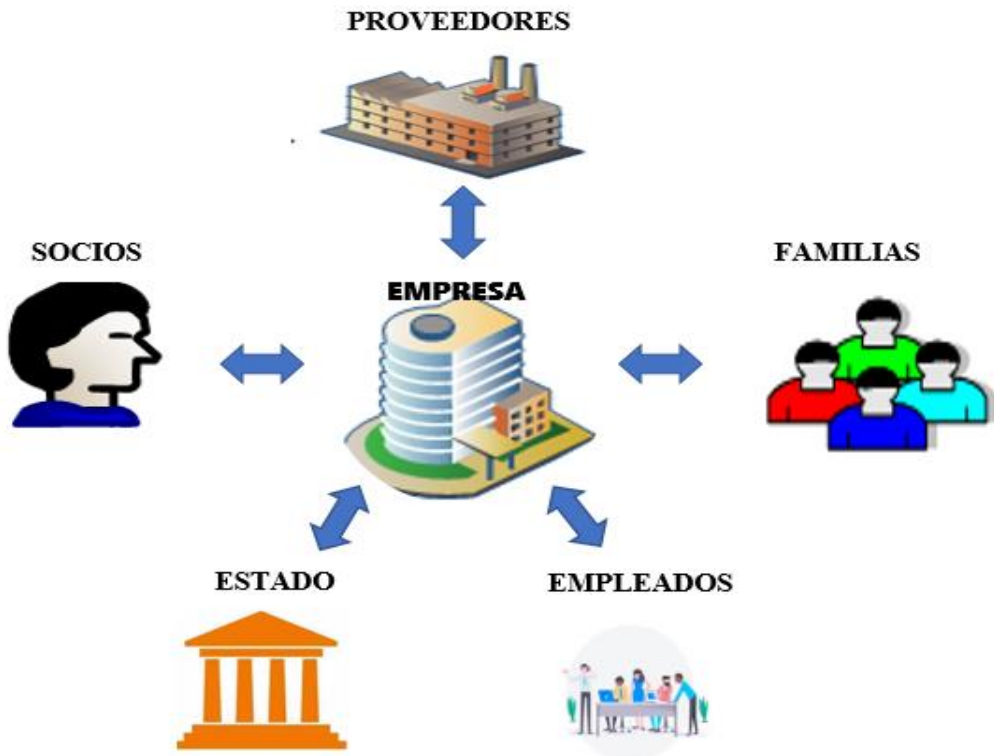 PROVEEDORES
SOCIOS
FAMILIAS
EMPRESA
ESTADO
EMPLEADOS